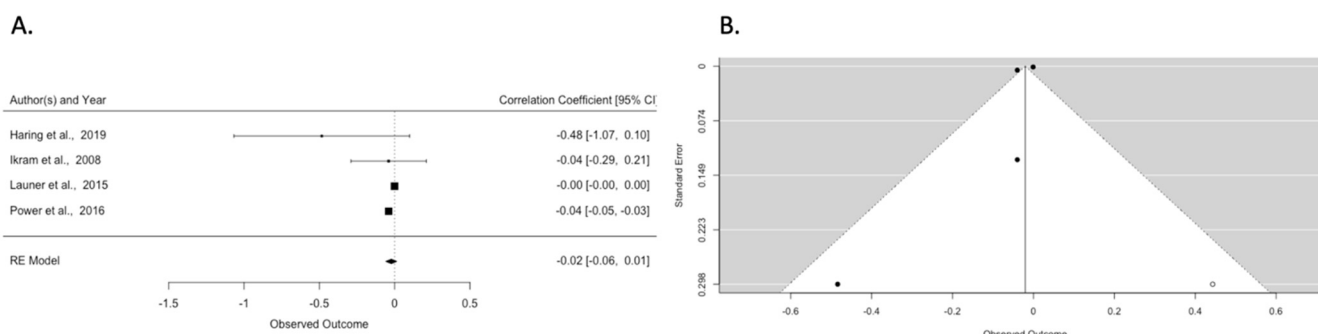 A.
Author(s) and Year Correlation Coefficient [95% CI]
Haring et al., 2019 -0.48 [-1.07, 0.10]
Ikram et al., 2008 -0.04 [-0.29, 0.21]
Launer et al., 2015 -0.00 [-0.00, 0.00]
Power et al., 2016 -0.04 [-0.05, -0.03]
RE Model -0.02 [-0.06, 0.01]
-1.5 -1 -0.5 0 0.5
Observed Outcome
B.
Standard Error
0
0.074
0.149
0.223
0.298
-0.6 -0.4 -0.2 0 0.2 0.4 0.6
Observed Outcome